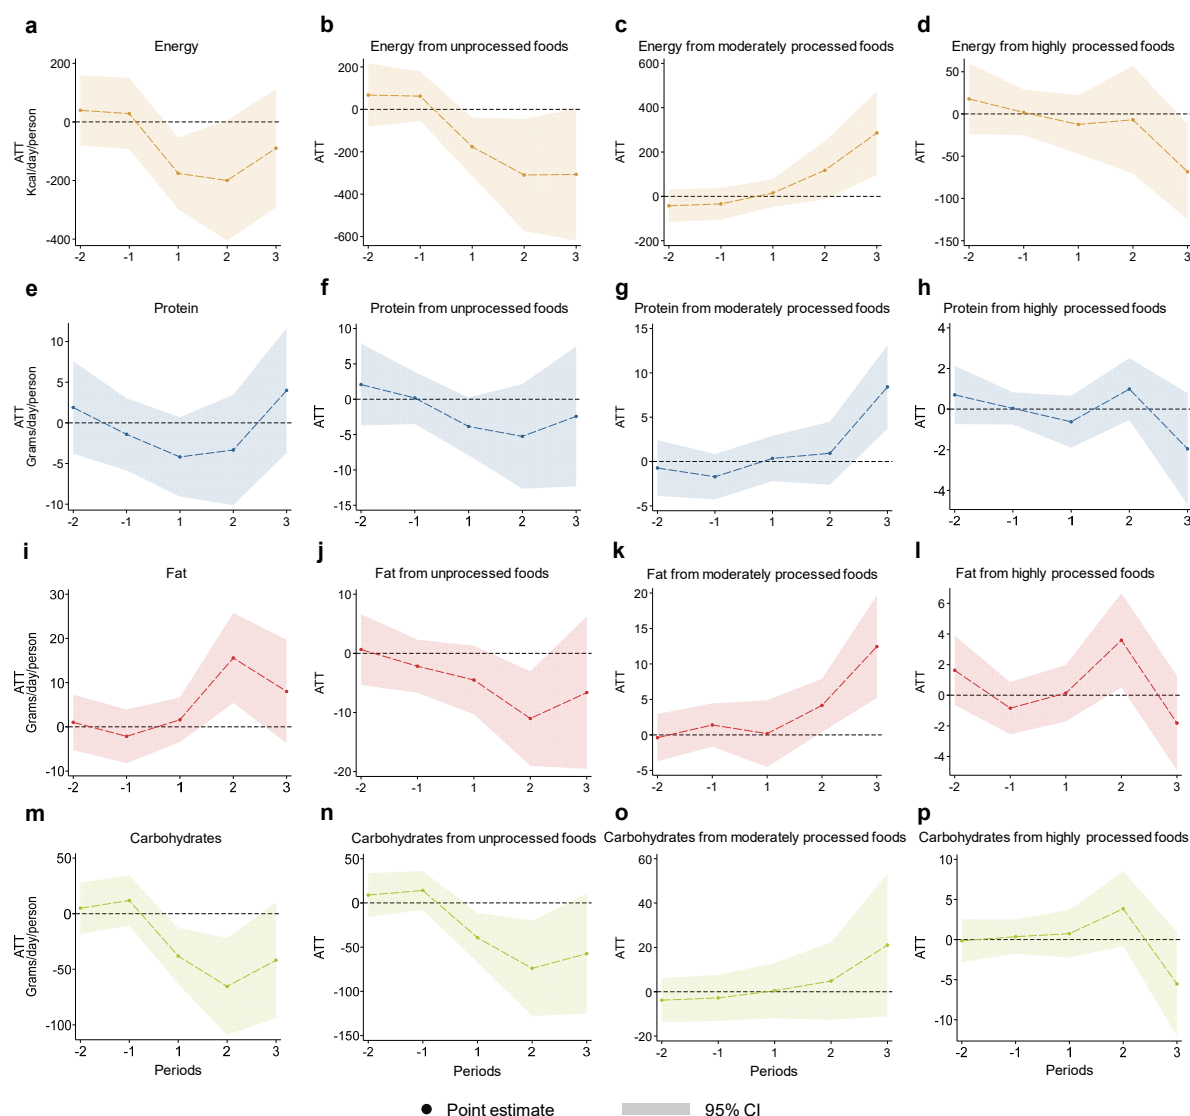 a
Energy
200
0
-200
-400
ATT
Kcal/day/person
-2 -1 1 2 3
b
Energy from unprocessed foods
200
0
-200
-400
-600
ATT
-2 -1 1 2 3
c
Energy from moderately processed foods
600
400
200
0
-200
ATT
-2 -1 1 2 3
d
Energy from highly processed foods
50
0
-50
-100
-150
ATT
-2 -1 1 2 3
e
Protein
10
5
0
-5
-10
ATT
Grams/day/person
-2 -1 1 2 3
f
Protein from unprocessed foods
10
5
0
-5
-10
-15
ATT
-2 -1 1 2 3
g
Protein from moderately processed foods
15
10
5
0
-5
ATT
-2 -1 1 2 3
h
Protein from highly processed foods
4
2
0
-2
-4
ATT
-2 -1 1 2 3
i
Fat
30
20
10
0
-10
ATT
Grams/day/person
-2 -1 1 2 3
j
Fat from unprocessed foods
10
0
-10
-20
ATT
-2 -1 1 2 3
k
Fat from moderately processed foods
20
15
10
5
0
-5
ATT
-2 -1 1 2 3
l
Fat from highly processed foods
6
4
2
0
-2
-4
ATT
-2 -1 1 2 3
m
Carbohydrates
50
0
-50
-100
ATT
Grams/day/person
-2 -1 1 2 3
Periods
n
Carbohydrates from unprocessed foods
50
0
-50
-100
-150
ATT
-2 -1 1 2 3
Periods
o
Carbohydrates from moderately processed foods
60
40
20
0
-20
ATT
-2 -1 1 2 3
Periods
p
Carbohydrates from highly processed foods
10
5
0
-5
-10
ATT
-2 -1 1 2 3
Periods
Point estimate 95% CI